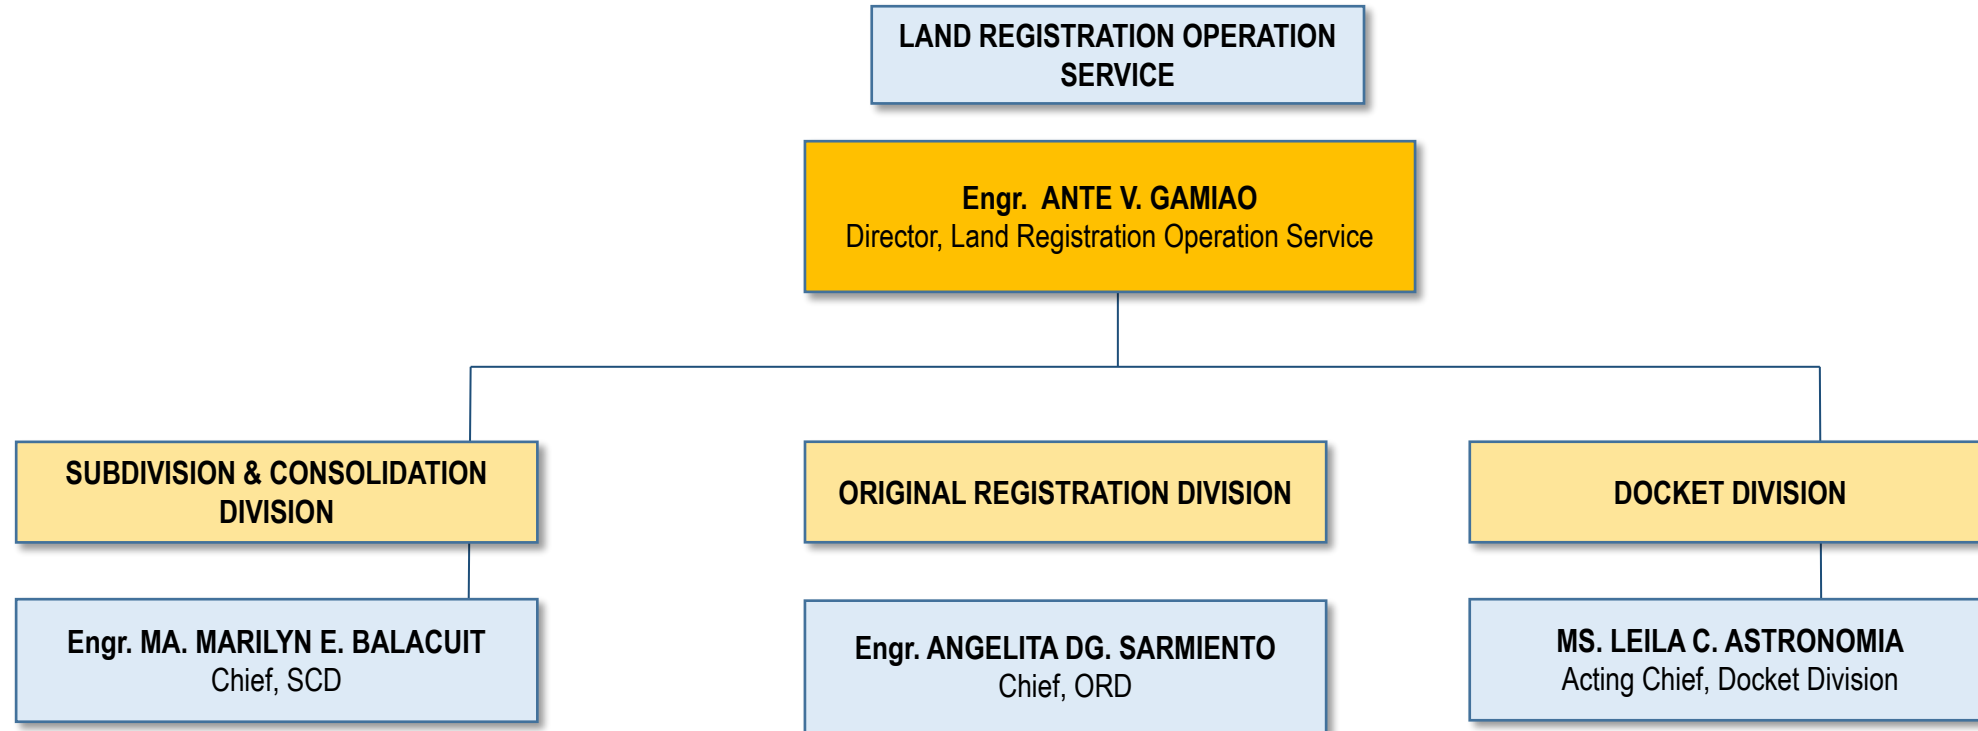 LAND REGISTRATION OPERATION
SERVICE
Engr. ANTE V. GAMIAO
Director, Land Registration Operation Service
SUBDIVISION & CONSOLIDATION
DIVISION
ORIGINAL REGISTRATION DIVISION
DOCKET DIVISION
Engr. MA. MARILYN E. BALACUIT
Chief, SCD
Engr. ANGELITA DG. SARMIENTO
Chief, ORD
MS. LEILA C. ASTRONOMIA
Acting Chief, Docket Division